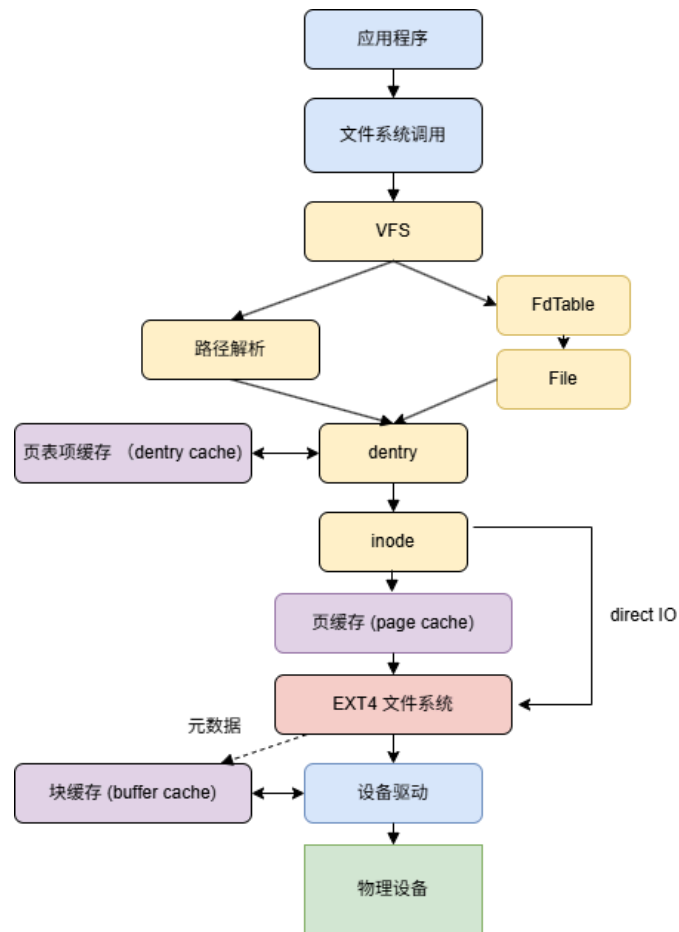 应用程序
文件系统调用
VFS
FdTable
路径解析
File
页表项缓存 （dentry cache)
dentry
inode
direct IO
页缓存 (page cache)
EXT4 文件系统
元数据
块缓存 (buffer cache)
设备驱动
物理设备